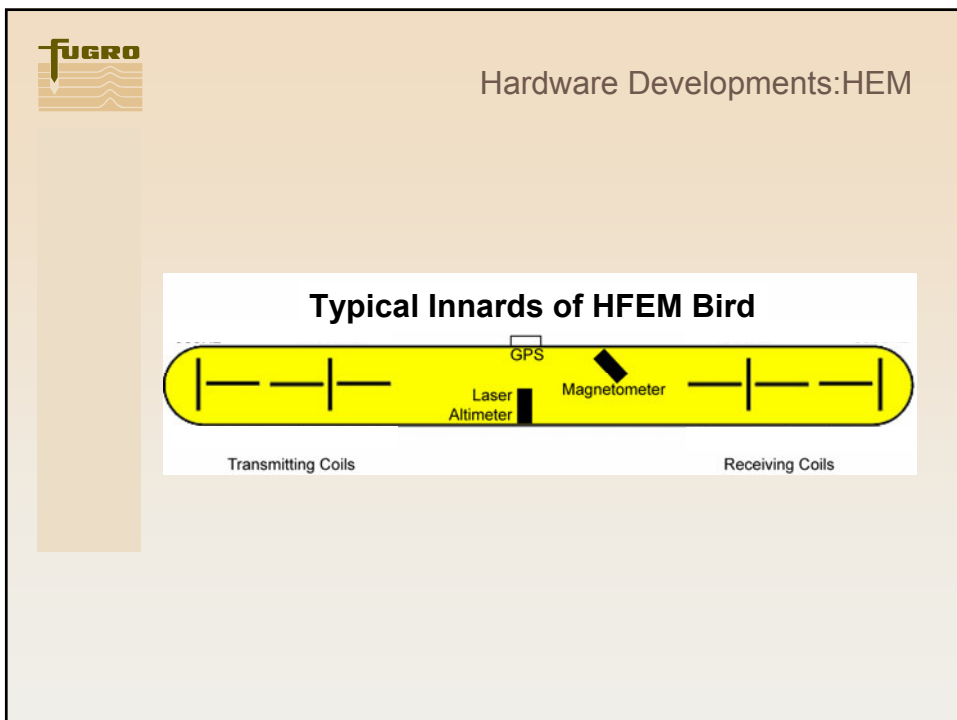 fUGRO
Hardware Developments:HEM
Typical Innards of HFEM Bird
GPS
Laser
Altimeter
Magnetometer
Transmitting Coils
Receiving Coils